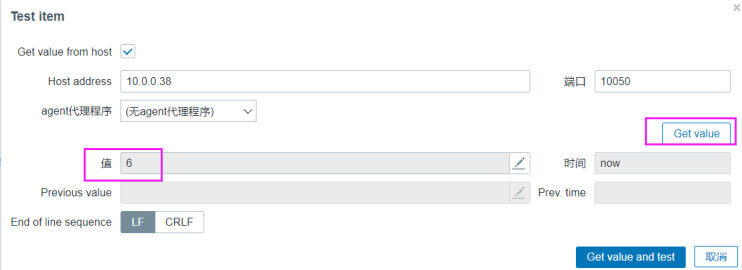 Test item
Get value from host
Host address 10.0.0.38 端口 10050
agent代理程序 (无agent代理程序)
Get value
值 6 时间 now
Previous value Prev. time
End of line sequence LF CRLF
Get value and test 取消